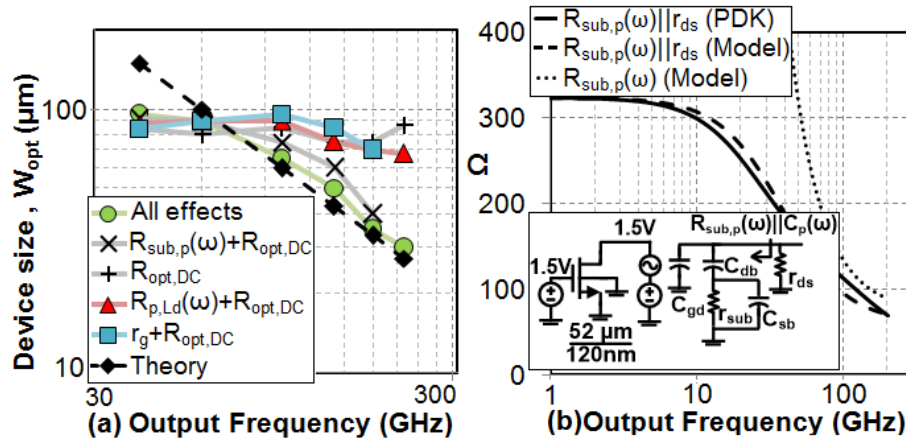 Device size , W_opt (μm)
100
10
30
300
All effects
R_sub,p(ω)+R_opt,DC
R_opt,DC
R_p,Ld(ω)+R_opt,DC
r_g+R_opt,DC
Theory
(a) Output Frequency (GHz)
R_sub,p(ω)||r_ds (PDK)
R_sub,p(ω)||r_ds (Model)
R_sub,p(ω) (Model)
Ω
400
300
200
100
0
1
10
100
1000
R_sub,p(ω)||C_p(ω)
1.5V
1.5V
52 μm
120nm
C_gd
C_db
r_sub
C_sb
r_ds
(b)Output Frequency (GHz)